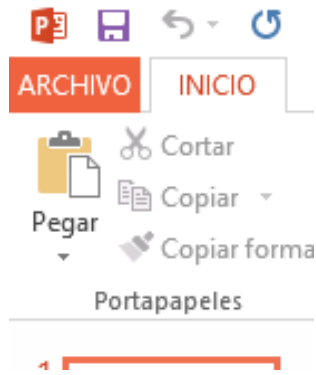 ARCHIVO INICIO
Pegar
Cortar
Copiar
Copiar forma
Portapapeles
1